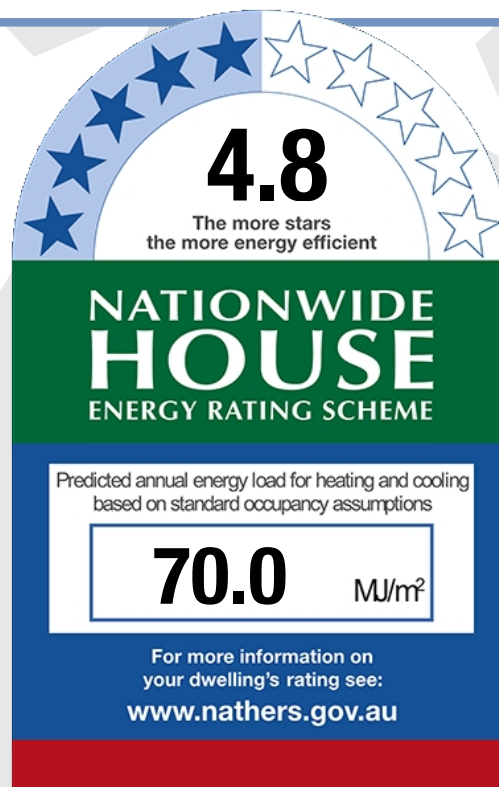 4.8
The more stars
the more energy efficient
NATIONWIDE
HOUSE
ENERGY RATING SCHEME
Predicted annual energy load for heating and cooling
based on standard occupancy assumptions
70.0 MJ/m²
For more information on
your dwelling's rating see:
www.nathers.gov.au